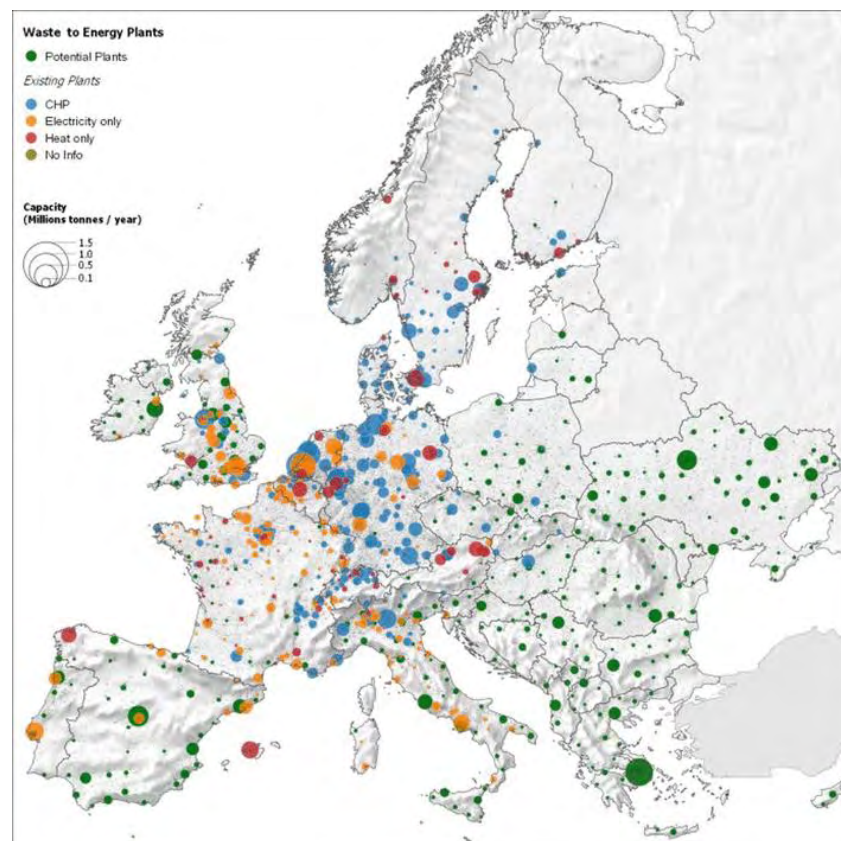 Waste to Energy Plants
Potential Plants
Existing Plants
CHP
Electricity only
Heat only
No Info
Capacity
(Millions tonnes / year)
1.5
1.0
0.5
0.1